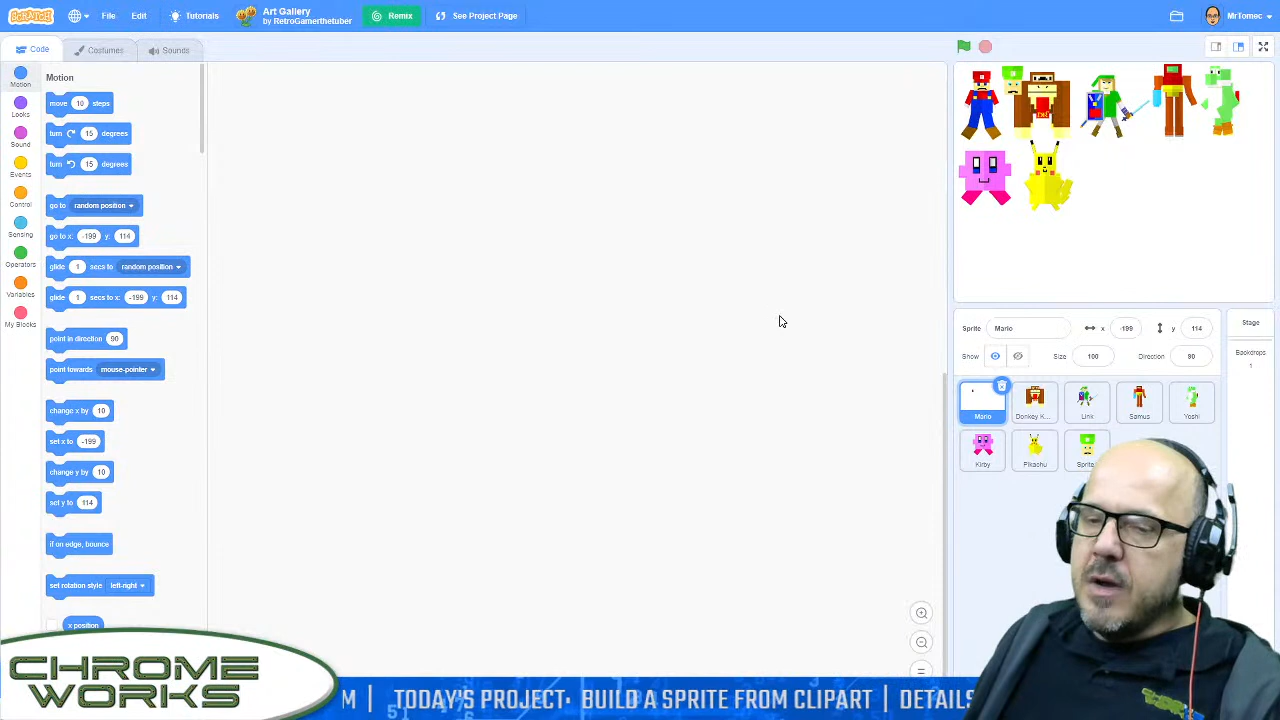 SCRATCH
File
Edit
Tutorials
Art Gallery
by RetroGamerthetuber
Remix
See Project Page
MrTomec
Code
Costumes
Sounds
Motion
Motion
Looks
Sound
Events
Control
Sensing
Operators
Variables
My Blocks
move 10 steps
turn 15 degrees
turn 15 degrees
go to random position
go to x: -199 y: 114
glide 1 secs to random position
glide 1 secs to x: -199 y: 114
point in direction 90
point towards mouse-pointer
change x by 10
set x to -199
change y by 10
set y to 114
if on edge, bounce
set rotation style left-right
x position
Sprite Mario x -199 y 114
Show Size 100 Direction 90
Stage
Backdrops
1
Mario
Donkey K...
Link
Samus
Yoshi
Kirby
Pikachu
Sprite
CHROME
WORKS
M | TODAY'S PROJECT: BUILD A SPRITE FROM CLIPART | DETAILS